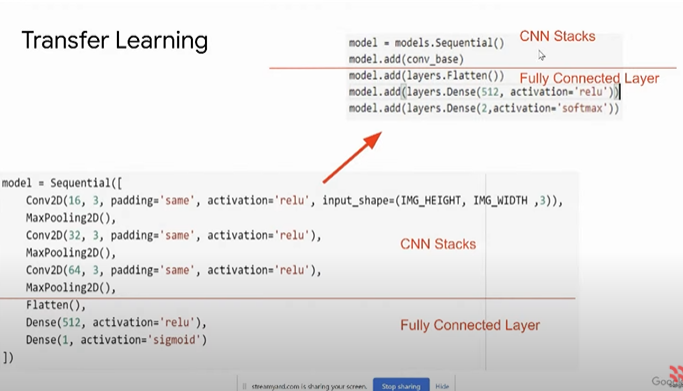 Transfer Learning
model = models.Sequential()
CNN Stacks
model.add(conv_base)
model.add(layers.Flatten())
Fully Connected Layer
model.add(layers.Dense(512, activation='relu'))
model.add(layers.Dense(2,activation='softmax'))
model = Sequential([
Conv2D(16, 3, padding='same', activation='relu', input_shape=(IMG_HEIGHT, IMG_WIDTH ,3)),
MaxPooling2D(),
Conv2D(32, 3, padding='same', activation='relu'),
MaxPooling2D(),
CNN Stacks
Conv2D(64, 3, padding='same', activation='relu'),
MaxPooling2D(),
Flatten(),
Dense(512, activation='relu'),
Fully Connected Layer
Dense(1, activation='sigmoid')
])
streamyard.com is sharing your screen.
Stop sharing
Hide